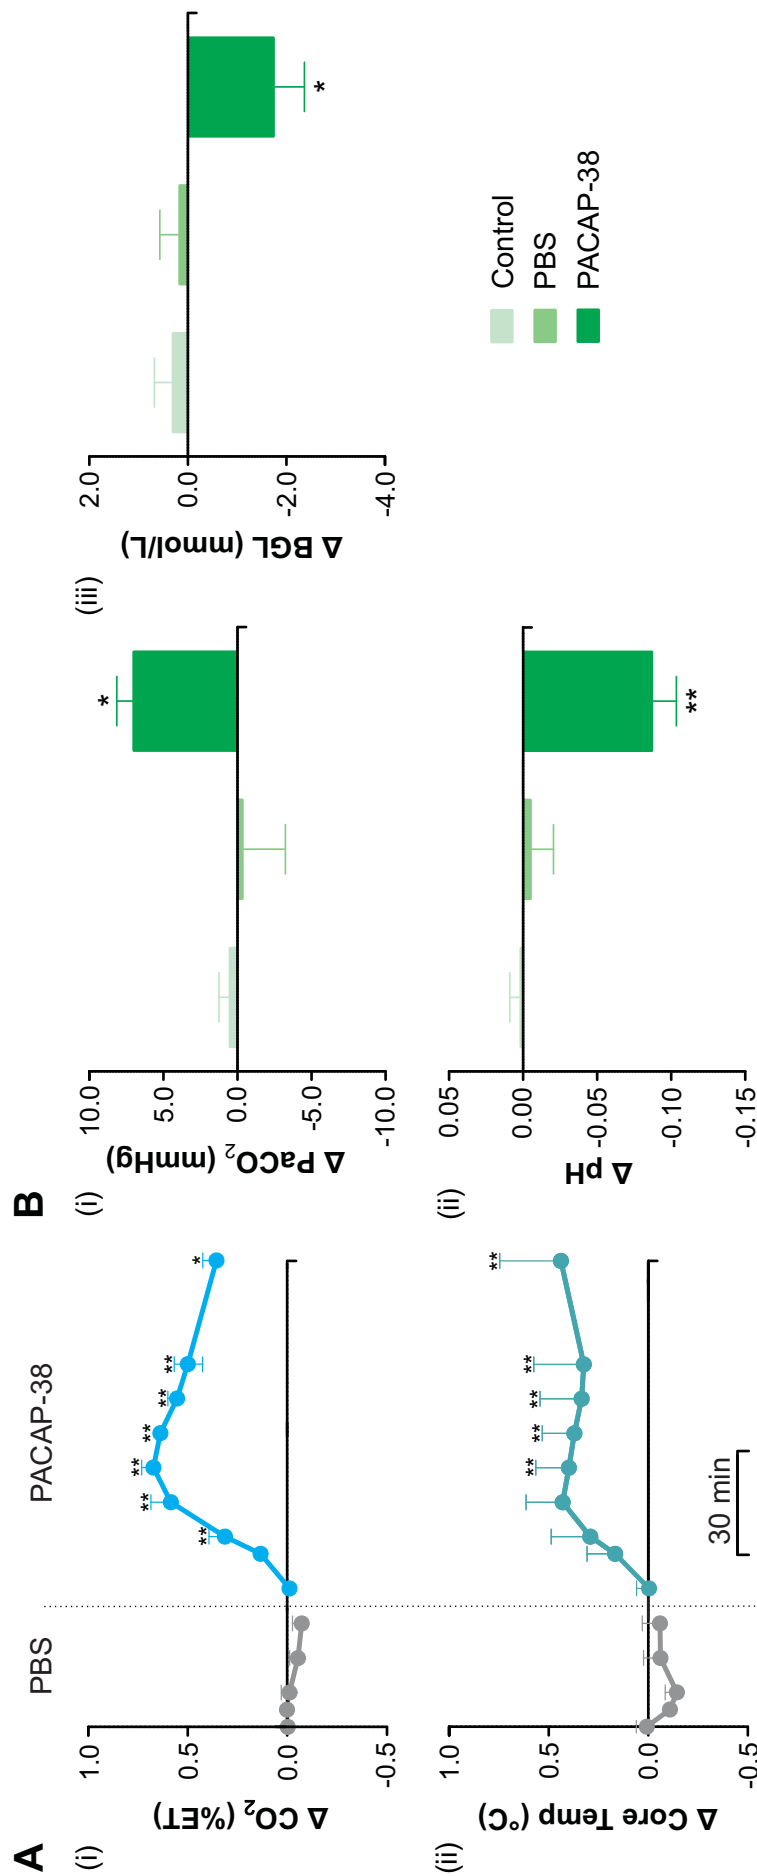 A
PBS
PACAP-38
(i)
Δ CO₂ (%ET)
1.0
0.5
0.0
-0.5
**
**
**
**
**
**
*
(ii)
Δ Core Temp (°C)
1.0
0.5
0.0
-0.5
**
**
**
**
**
30 min
B
(i)
Δ PaCO₂ (mmHg)
10.0
5.0
0.0
-5.0
-10.0
*
(ii)
Δ pH
0.05
0.00
-0.05
-0.10
-0.15
**
(iii)
Δ BGL (mmol/L)
2.0
0.0
-2.0
-4.0
*
Control
PBS
PACAP-38